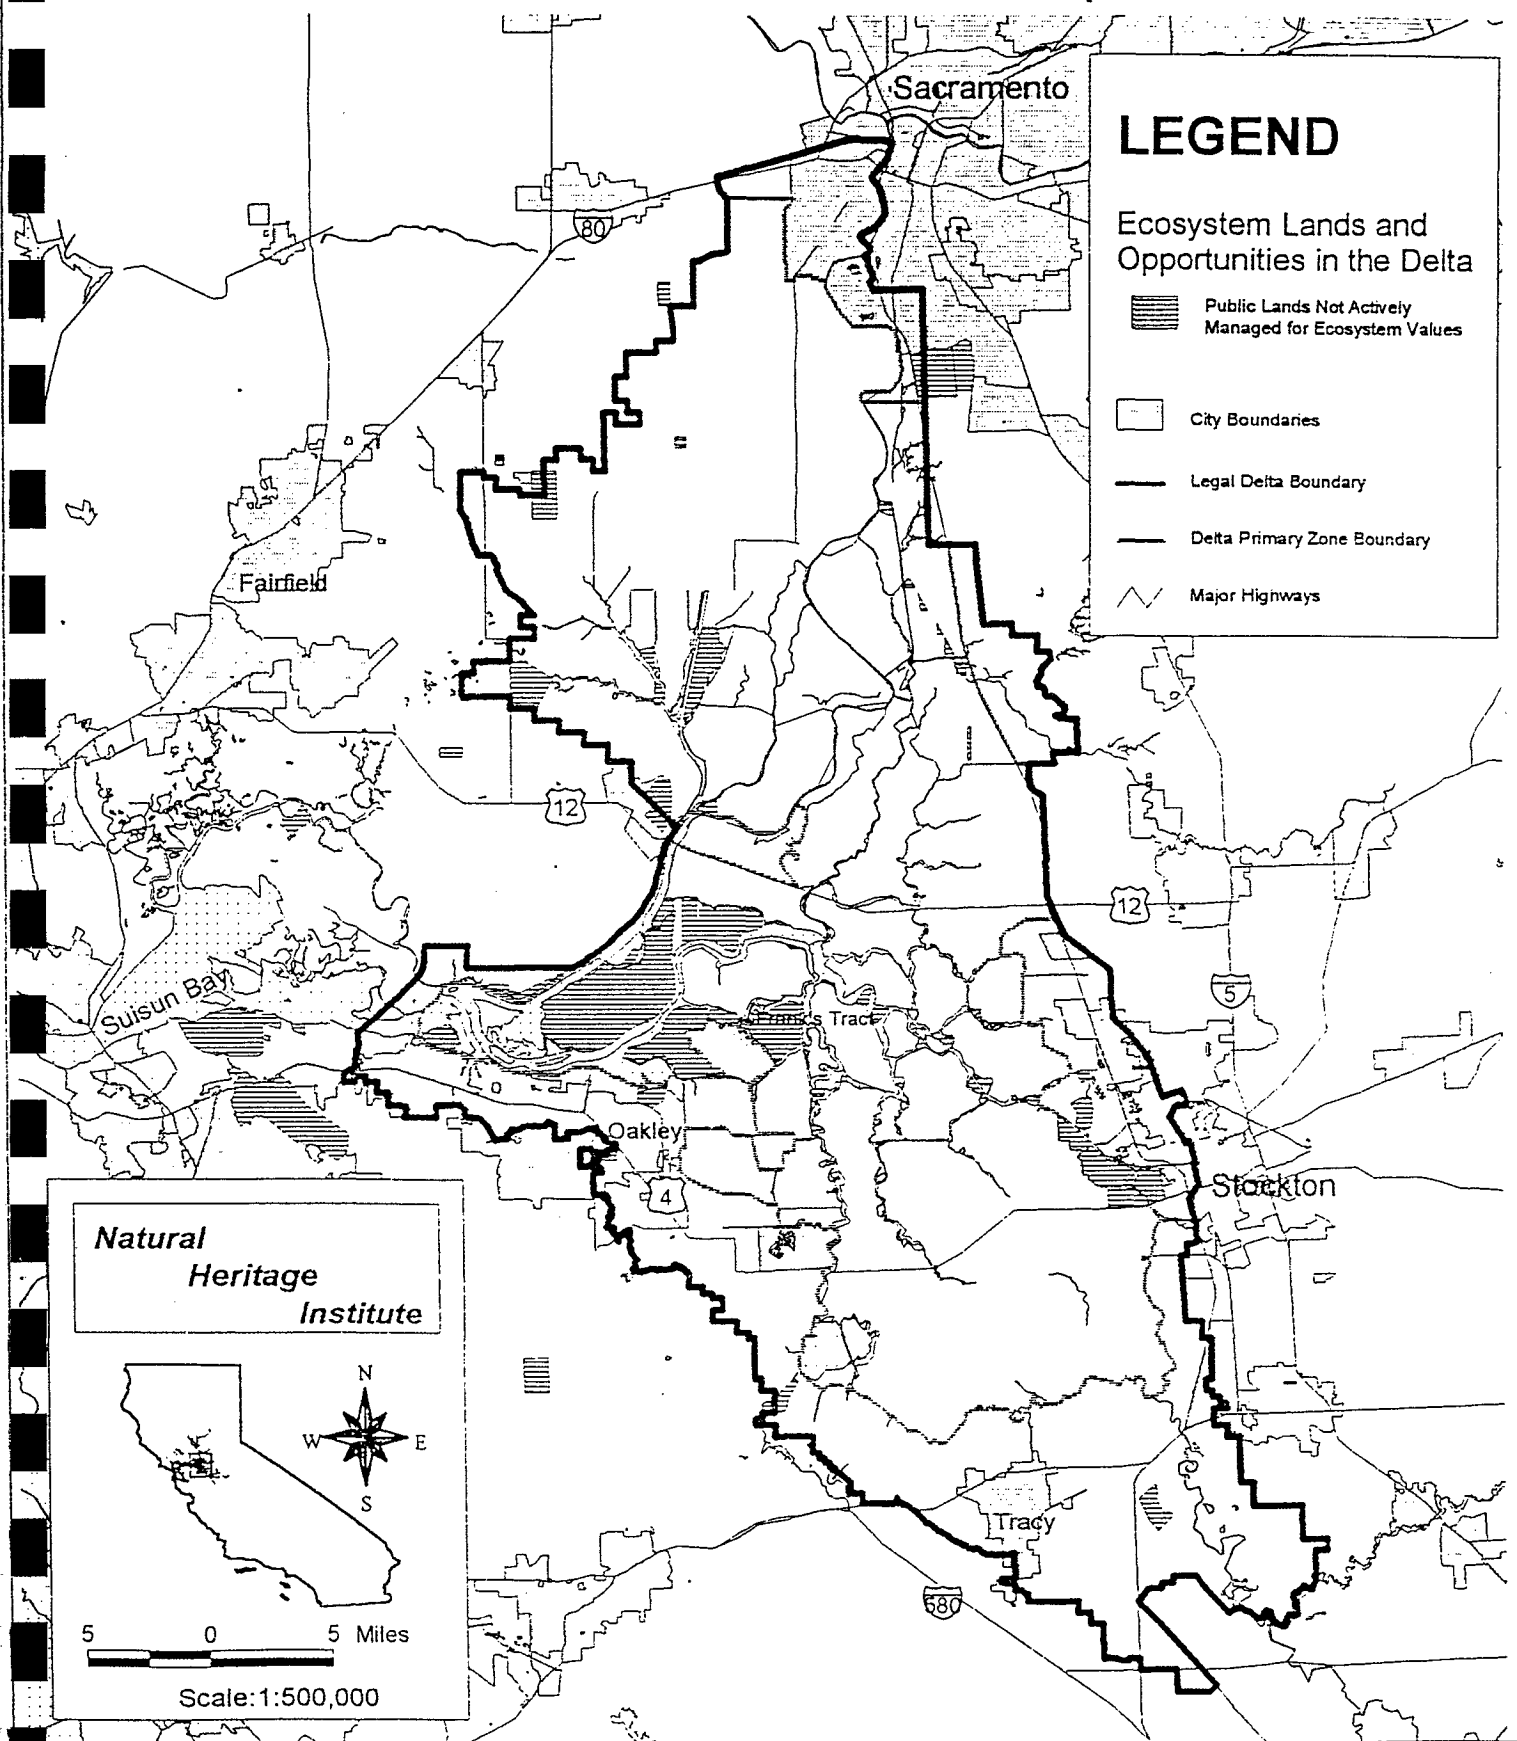 Sacramento
LEGEND
Ecosystem Lands and
Opportunities in the Delta
Public Lands Not Actively
Managed for Ecosystem Values
City Boundaries
Legal Delta Boundary
Delta Primary Zone Boundary
Major Highways
80
Fairfield
12
12
Suisun Bay
5
Frank's Tract
Oakley
4
Stockton
Natural
Heritage
Institute
N
W E
S
Tracy
680
5 0 5 Miles
Scale:1:500,000